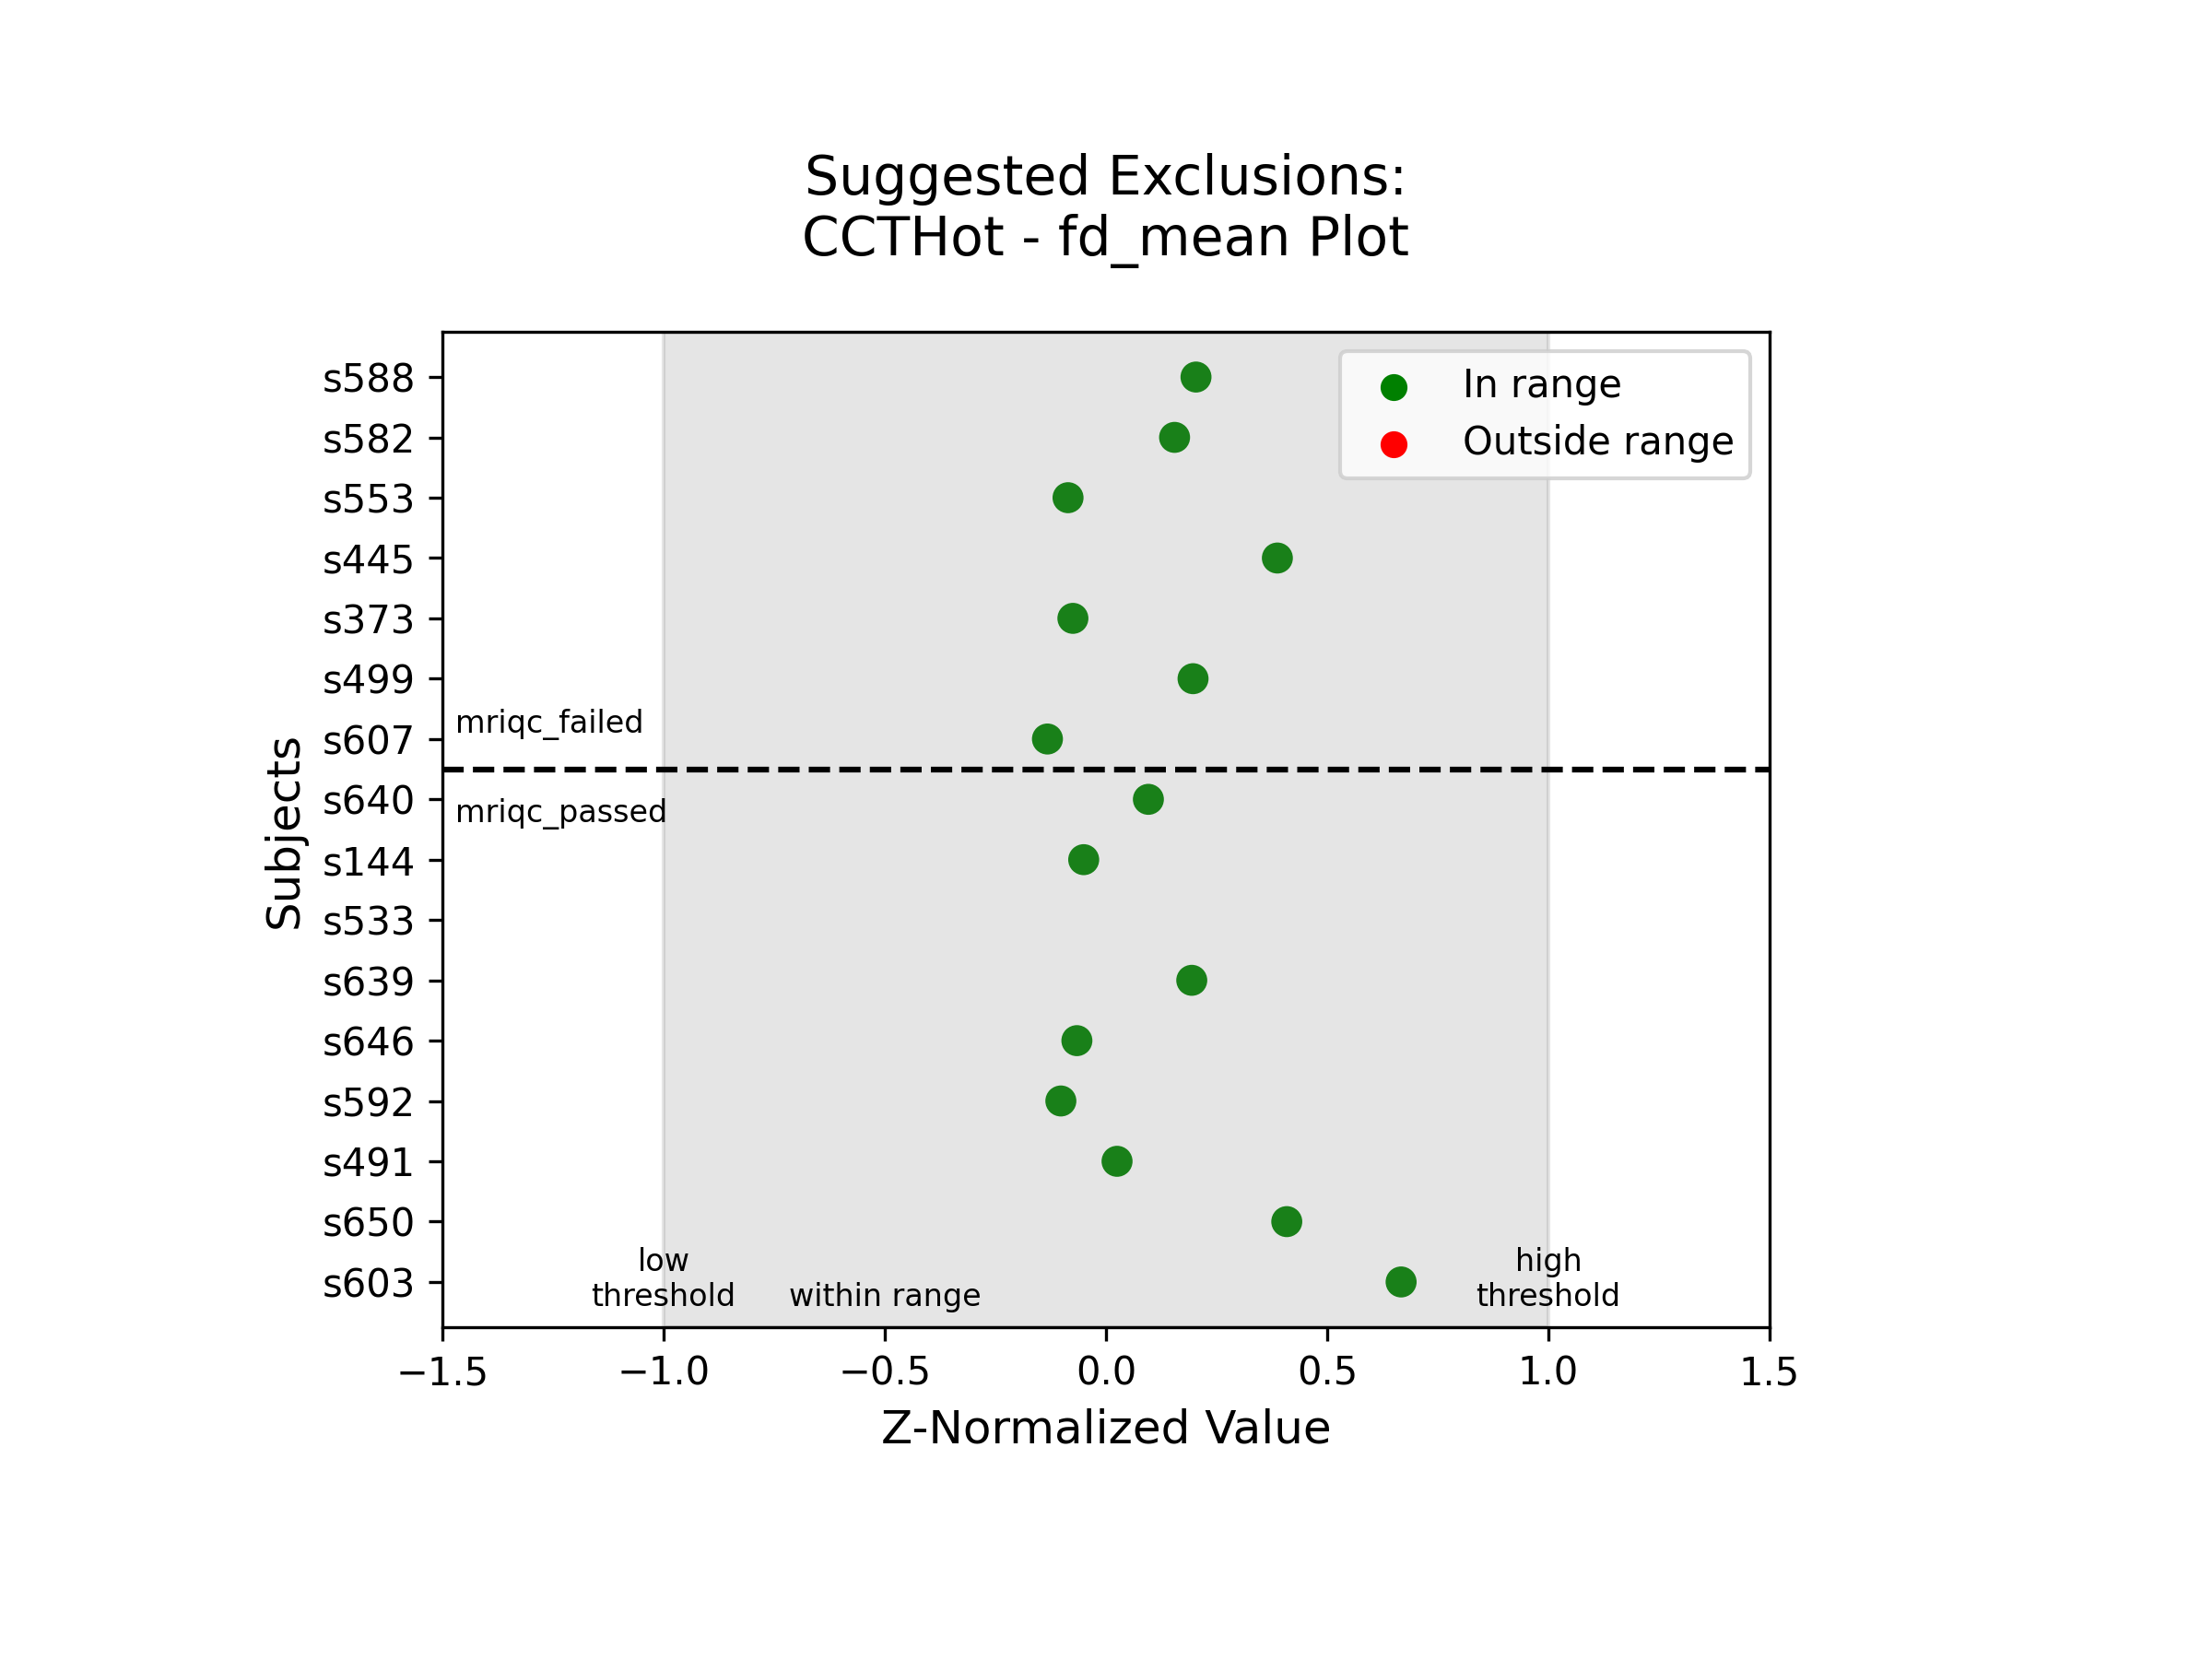 Suggested Exclusions:
CCTHot - fd_mean Plot
In range
Outside range
s588
s582
s553
s445
s373
s499
mriqc_failed
s607
s640
mriqc_passed
s144
s533
s639
s646
s592
s491
s650
s603
Subjects
low
threshold
within range
high
threshold
−1.5
−1.0
−0.5
0.0
0.5
1.0
1.5
Z-Normalized Value